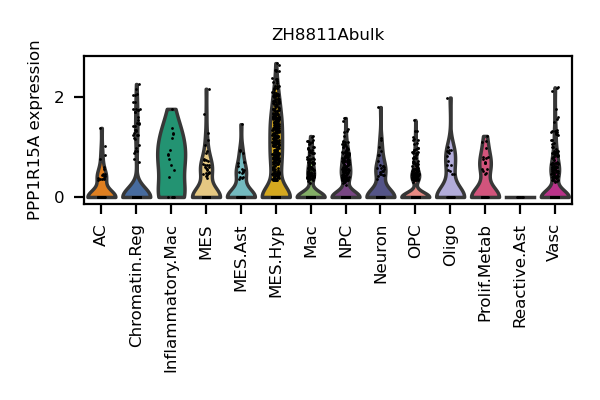 ZH8811Abulk
PPP1R15A expression
2
0
AC
Chromatin.Reg
Inflammatory.Mac
MES
MES.Ast
MES.Hyp
Mac
NPC
Neuron
OPC
Oligo
Prolif.Metab
Reactive.Ast
Vasc